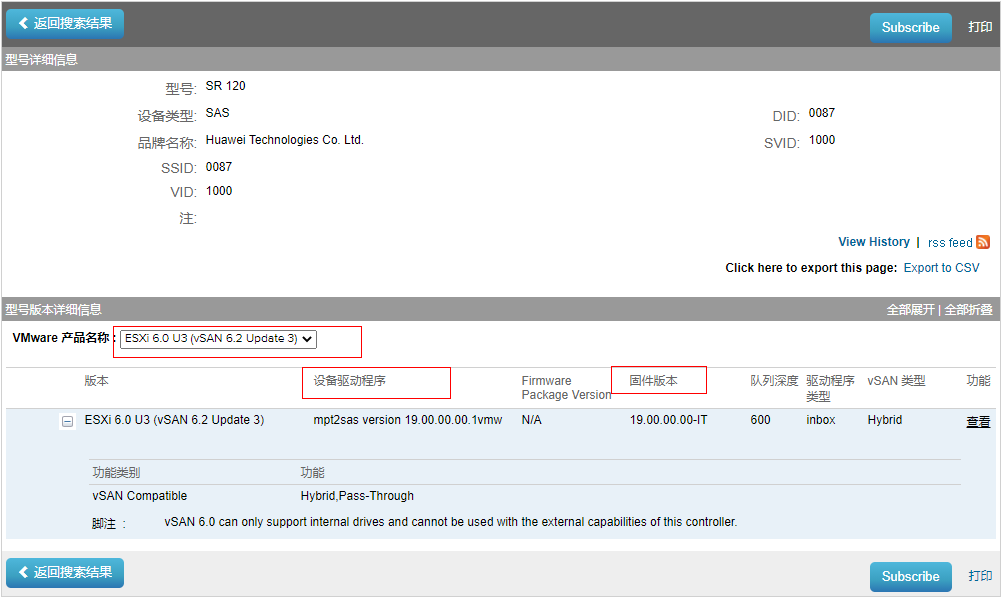 返回搜索结果
Subscribe 打印
型号详细信息
型号: SR 120
设备类型: SAS DID: 0087
品牌名称: Huawei Technologies Co. Ltd. SVID: 1000
SSID: 0087
VID: 1000
注:
View History | rss feed
Click here to export this page: Export to CSV
型号版本详细信息 全部展开 | 全部折叠
VMware 产品名称 : ESXi 6.0 U3 (vSAN 6.2 Update 3)
版本 设备驱动程序 Firmware Package Version 固件版本 队列深度 驱动程序类型 vSAN 类型 功能
ESXi 6.0 U3 (vSAN 6.2 Update 3) mpt2sas version 19.00.00.00.1vmw N/A 19.00.00.00-IT 600 inbox Hybrid 查看
功能类别 功能
vSAN Compatible Hybrid,Pass-Through
脚注 : vSAN 6.0 can only support internal drives and cannot be used with the external capabilities of this controller.
返回搜索结果
Subscribe 打印